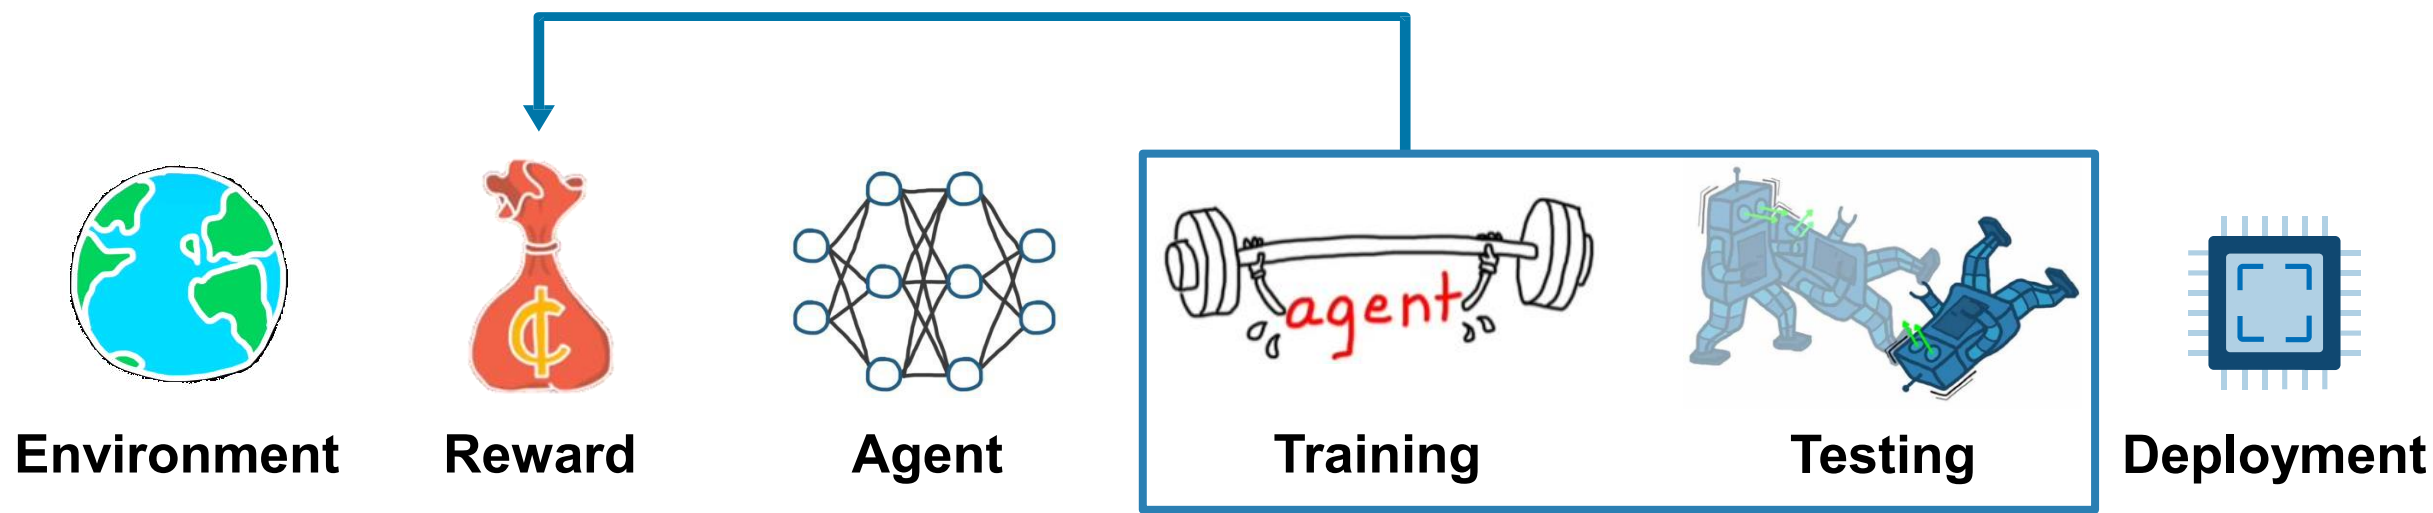 agent
Environment
Reward
Agent
Training
Testing
Deployment